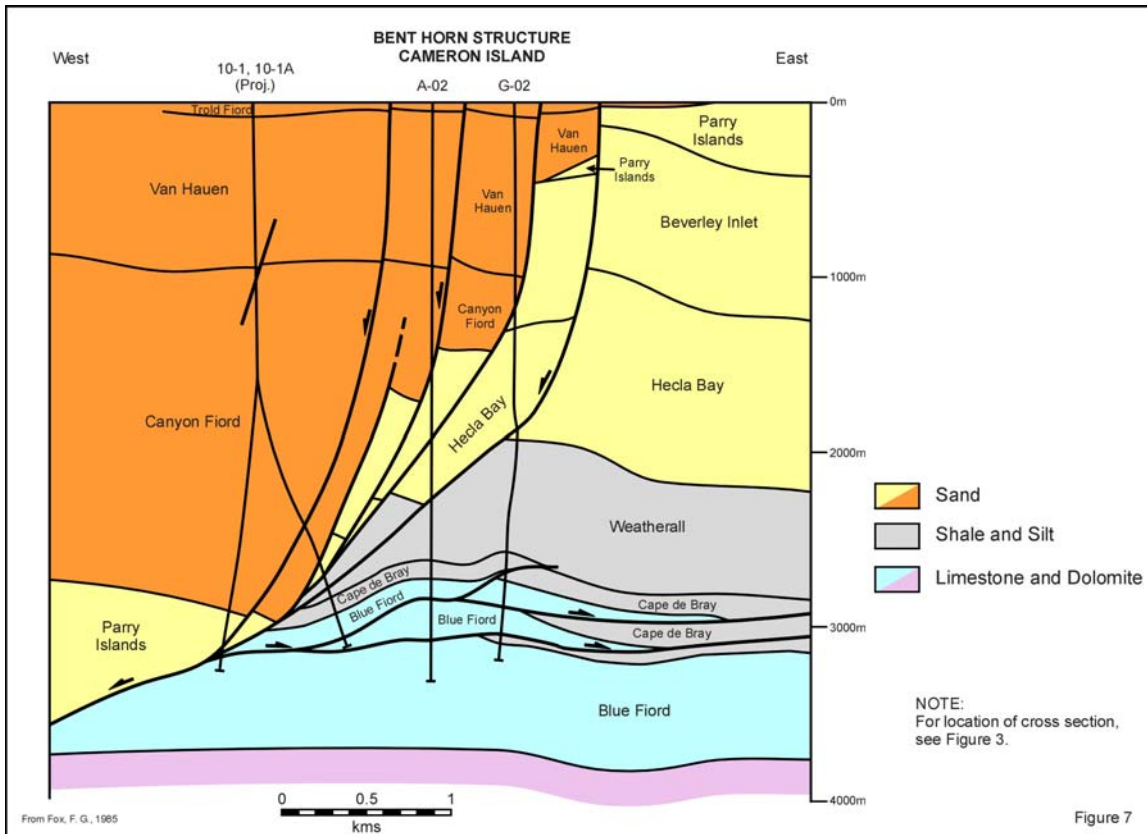 BENT HORN STRUCTURE
CAMERON ISLAND
West
East
10-1, 10-1A
(Proj.)
A-02
G-02
0m
Trold Fiord
Van Hauen
Van
Hauen
Van
Hauen
Parry
Islands
Parry
Islands
Beverley Inlet
1000m
Canyon
Fiord
Canyon Fiord
Hecla Bay
Hecla Bay
2000m
Weatherall
Cape de Bray
Blue Fiord
Blue Fiord
Cape de Bray
Cape de Bray
3000m
Parry
Islands
Blue Fiord
4000m
Sand
Shale and Silt
Limestone and Dolomite
NOTE:
For location of cross section,
see Figure 3.
0 0.5 1
kms
From Fox, F. G., 1985
Figure 7